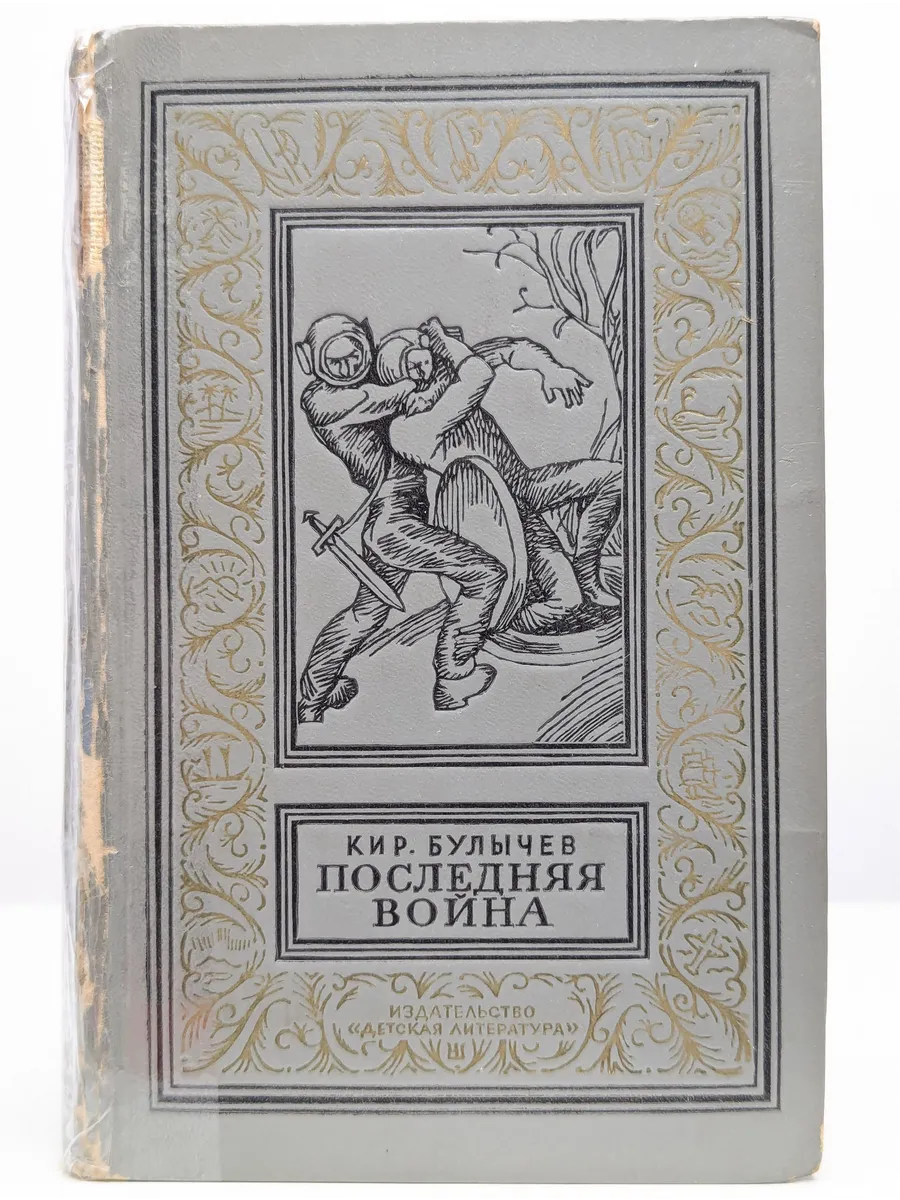 КИР. БУЛЫЧЕВ
ПОСЛЕДНЯЯ
ВОЙНА
ИЗДАТЕЛЬСТВО
«ДЕТСКАЯ ЛИТЕРАТУРА»